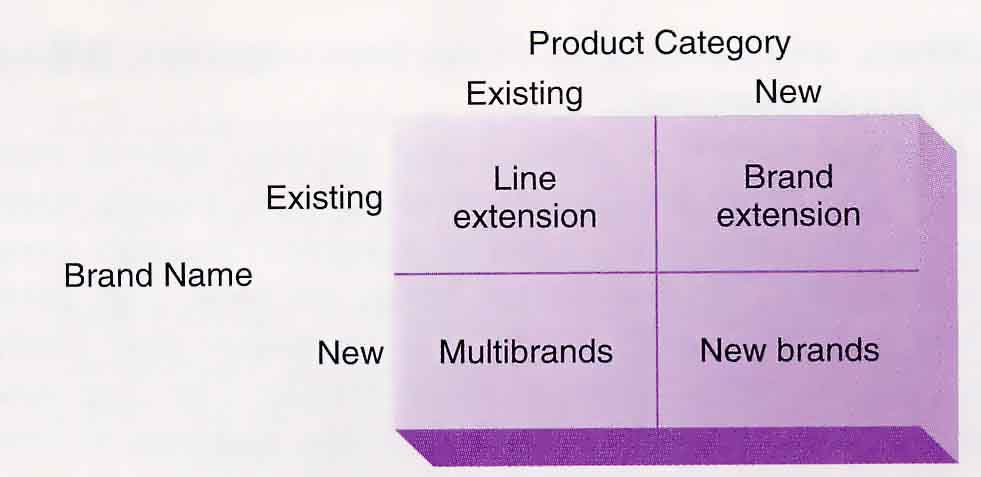 Product Category
Existing New
Existing
Line
extension
Brand
extension
Brand Name
New
Multibrands
New brands